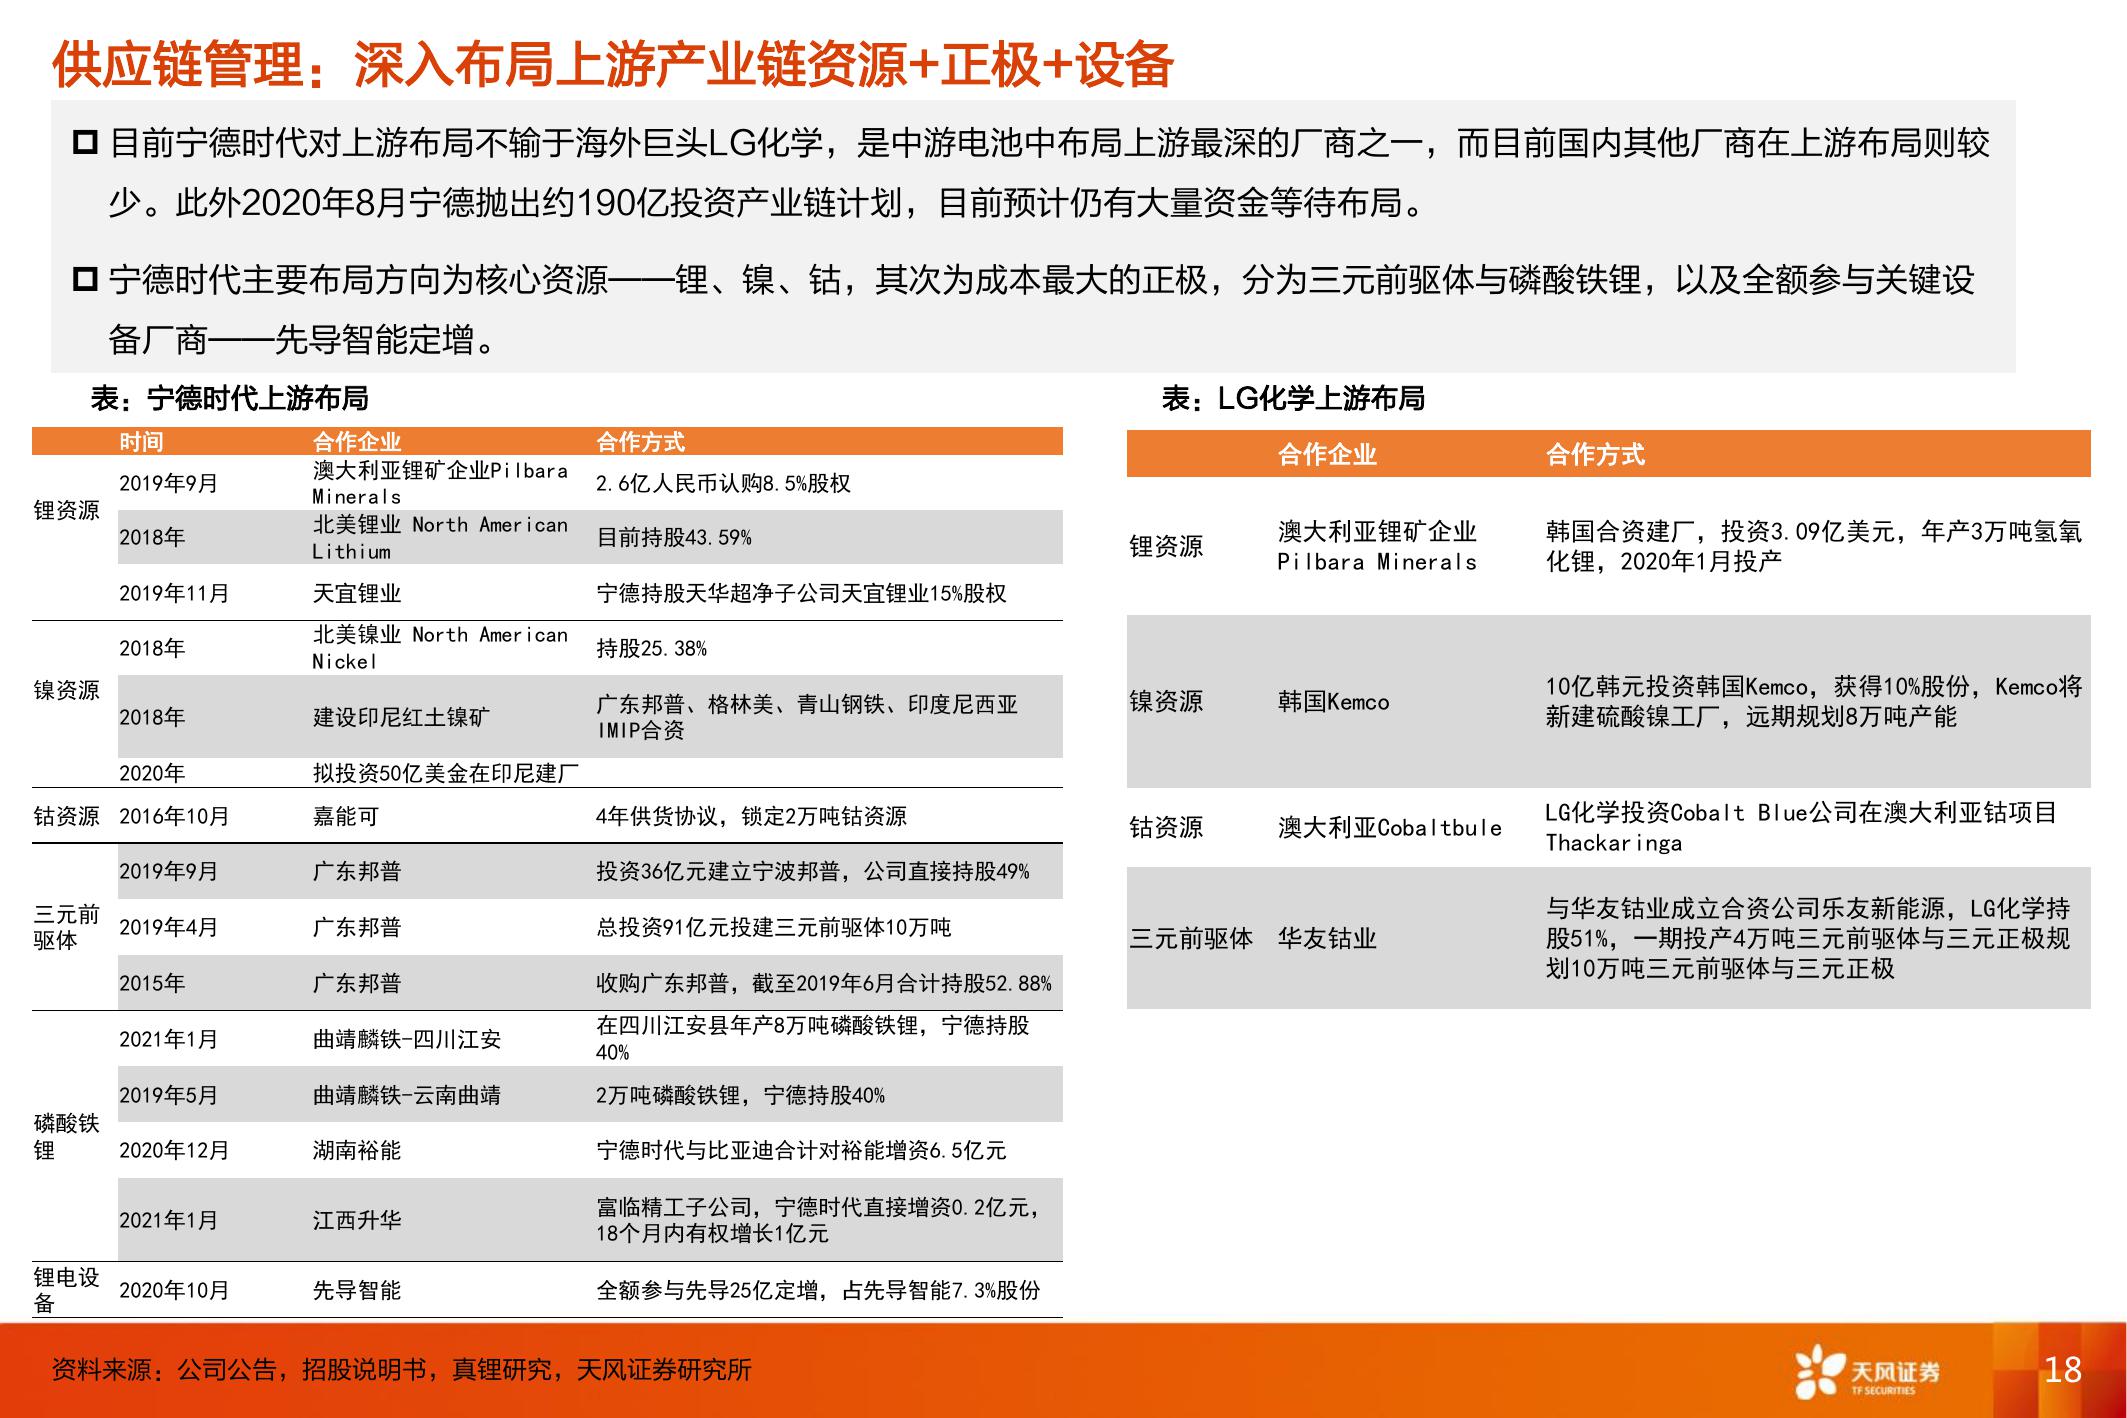 供应链管理：深入布局上游产业链资源+正极+设备
目前宁德时代对上游布局不输于海外巨头LG化学，是中游电池中布局上游最深的厂商之一，而目前国内其他厂商在上游布局则较
少。此外2020年8月宁德抛出约190亿投资产业链计划，目前预计仍有大量资金等待布局。
宁德时代主要布局方向为核心资源——锂、镍、钴，其次为成本最大的正极，分为三元前驱体与磷酸铁锂，以及全额参与关键设
备厂商——先导智能定增。
表：宁德时代上游布局
时间 合作企业 合作方式
锂资源
2019年9月 澳大利亚锂矿企业Pilbara
Minerals 2.6亿人民币认购8.5%股权
2018年 北美锂业 North American
Lithium 目前持股43.59%
2019年11月 天宜锂业 宁德持股天华超净子公司天宜锂业15%股权
镍资源
2018年 北美镍业 North American
Nickel 持股25.38%
2018年 建设印尼红土镍矿 广东邦普、格林美、青山钢铁、印度尼西亚
IMIP合资
2020年 拟投资50亿美金在印尼建厂
钴资源 2016年10月 嘉能可 4年供货协议，锁定2万吨钴资源
三元前
驱体
2019年9月 广东邦普 投资36亿元建立宁波邦普，公司直接持股49%
2019年4月 广东邦普 总投资91亿元投建三元前驱体10万吨
2015年 广东邦普 收购广东邦普，截至2019年6月合计持股52.88%
磷酸铁
锂
2021年1月 曲靖麟铁-四川江安 在四川江安县年产8万吨磷酸铁锂，宁德持股
40%
2019年5月 曲靖麟铁-云南曲靖 2万吨磷酸铁锂，宁德持股40%
2020年12月 湖南裕能 宁德时代与比亚迪合计对裕能增资6.5亿元
2021年1月 江西升华 富临精工子公司，宁德时代直接增资0.2亿元，
18个月内有权增长1亿元
锂电设
备
2020年10月 先导智能 全额参与先导25亿定增，占先导智能7.3%股份
表：LG化学上游布局
合作企业 合作方式
锂资源 澳大利亚锂矿企业
Pilbara Minerals 韩国合资建厂，投资3.09亿美元，年产3万吨氢氧
化锂，2020年1月投产
镍资源 韩国Kemco 10亿韩元投资韩国Kemco，获得10%股份，Kemco将
新建硫酸镍工厂，远期规划8万吨产能
钴资源 澳大利亚Cobaltbule LG化学投资Cobalt Blue公司在澳大利亚钴项目
Thackaringa
三元前驱体 华友钴业 与华友钴业成立合资公司乐友新能源，LG化学持
股51%，一期投产4万吨三元前驱体与三元正极规
划10万吨三元前驱体与三元正极
资料来源：公司公告，招股说明书，真锂研究，天风证券研究所
天风证券
TF SECURITIES
18